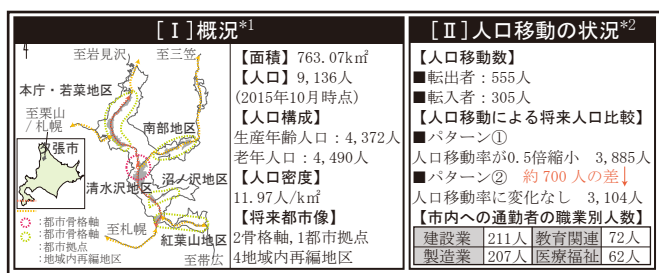 [Ⅰ]概況*1
至岩見沢
至三笠
本庁・若菜地区
至栗山
/札幌
南部地区
夕張市
沼ノ沢地区
清水沢地区
至札幌
紅葉山地区
至帯広
:都市骨格軸
:都市骨格軸
:都市拠点
:地域内再編地区
【面積】763.07k㎡
【人口】9,136人
(2015年10月時点)
【人口構成】
生産年齢人口:4,372人
老年人口:4,490人
【人口密度】
11.97人/k㎡
【将来都市像】
2骨格軸,1都市拠点
4地域内再編地区
[Ⅱ]人口移動の状況*2
【人口移動数】
■転出者:555人
■転入者:305人
【人口移動による将来人口比較】
■パターン①
人口移動率が0.5倍縮小 3,885人
■パターン② 約700人の差↓
人口移動率に変化なし 3,104人
【市内への通勤者の職業別人数】
建設業 211人 教育関連 72人
製造業 207人 医療福祉 62人